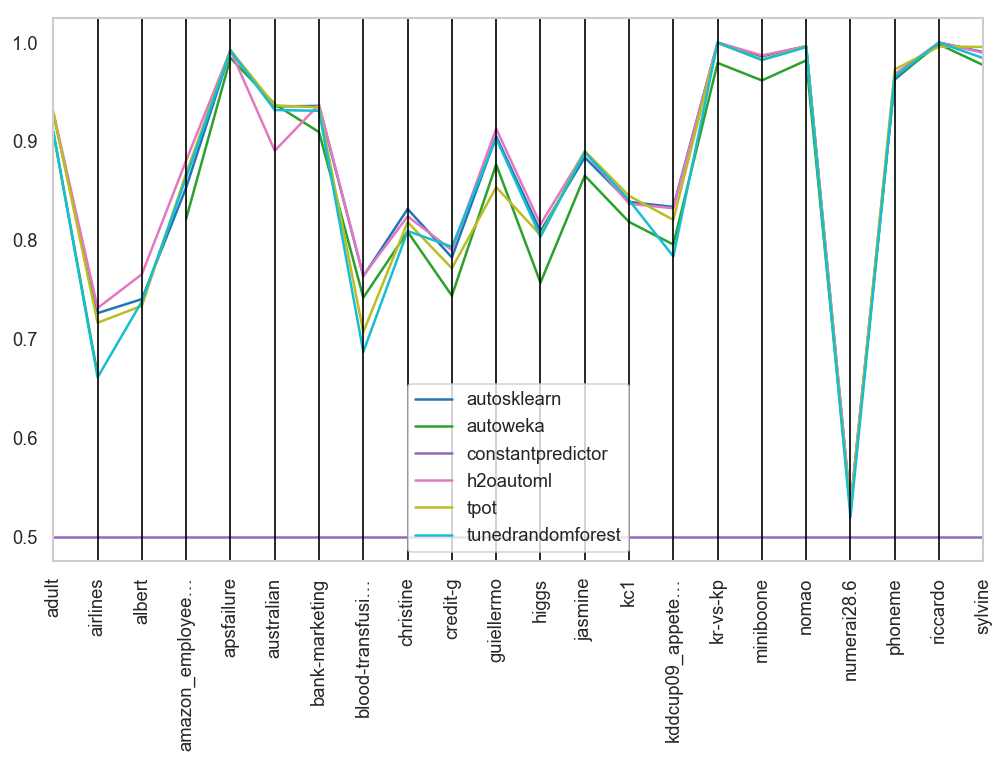 1.0
0.9
0.8
0.7
0.6
0.5
autosklearn
autoweka
constantpredictor
h2oautoml
tpot
tunedrandomforest
adult
airlines
albert
amazon_employee...
apsfailure
australian
bank-marketing
blood-transfusi...
christine
credit-g
guiellermo
higgs
jasmine
kc1
kddcup09_appete...
kr-vs-kp
miniboone
nomao
numerai28.6
phoneme
riccardo
sylvine